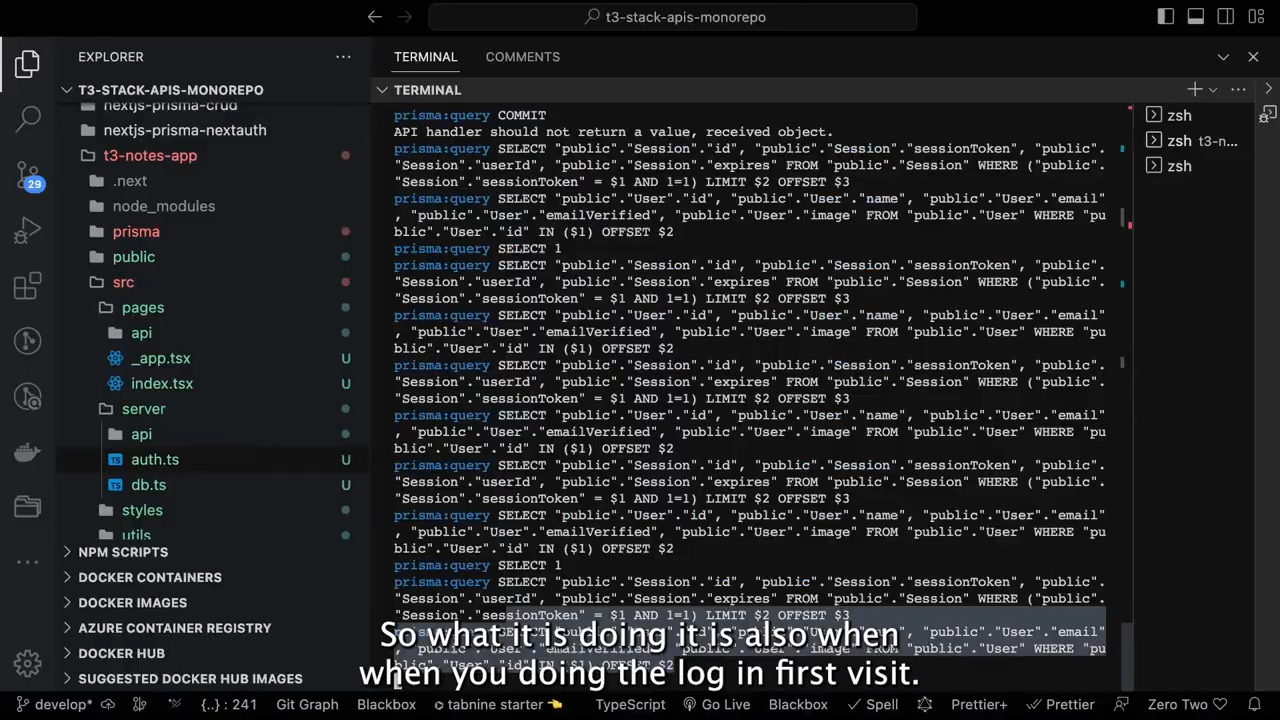 t3-stack-apis-monorepo
EXPLORER
T3-STACK-APIS-MONOREPO
nextjs-prisma-crud
nextjs-prisma-nextauth
t3-notes-app
.next
node_modules
prisma
public
src
pages
api
_app.tsx U
index.tsx U
server
api
auth.ts U
db.ts U
styles
utils
NPM SCRIPTS
DOCKER CONTAINERS
DOCKER IMAGES
AZURE CONTAINER REGISTRY
DOCKER HUB
SUGGESTED DOCKER HUB IMAGES
29
TERMINAL COMMENTS
TERMINAL
prisma:query COMMIT
API handler should not return a value, received object.
prisma:query SELECT "public"."Session"."id", "public"."Session"."sessionToken", "public".
"Session"."userId", "public"."Session"."expires" FROM "public"."Session" WHERE ("public".
"Session"."sessionToken" = $1 AND 1=1) LIMIT $2 OFFSET $3
prisma:query SELECT "public"."User"."id", "public"."User"."name", "public"."User"."email"
, "public"."User"."emailVerified", "public"."User"."image" FROM "public"."User" WHERE "pu
blic"."User"."id" IN ($1) OFFSET $2
prisma:query SELECT 1
prisma:query SELECT "public"."Session"."id", "public"."Session"."sessionToken", "public".
"Session"."userId", "public"."Session"."expires" FROM "public"."Session" WHERE ("public".
"Session"."sessionToken" = $1 AND 1=1) LIMIT $2 OFFSET $3
prisma:query SELECT "public"."User"."id", "public"."User"."name", "public"."User"."email"
, "public"."User"."emailVerified", "public"."User"."image" FROM "public"."User" WHERE "pu
blic"."User"."id" IN ($1) OFFSET $2
prisma:query SELECT "public"."Session"."id", "public"."Session"."sessionToken", "public".
"Session"."userId", "public"."Session"."expires" FROM "public"."Session" WHERE ("public".
"Session"."sessionToken" = $1 AND 1=1) LIMIT $2 OFFSET $3
prisma:query SELECT "public"."User"."id", "public"."User"."name", "public"."User"."email"
, "public"."User"."emailVerified", "public"."User"."image" FROM "public"."User" WHERE "pu
blic"."User"."id" IN ($1) OFFSET $2
prisma:query SELECT "public"."Session"."id", "public"."Session"."sessionToken", "public".
"Session"."userId", "public"."Session"."expires" FROM "public"."Session" WHERE ("public".
"Session"."sessionToken" = $1 AND 1=1) LIMIT $2 OFFSET $3
prisma:query SELECT "public"."User"."id", "public"."User"."name", "public"."User"."email"
, "public"."User"."emailVerified", "public"."User"."image" FROM "public"."User" WHERE "pu
blic"."User"."id" IN ($1) OFFSET $2
prisma:query SELECT 1
prisma:query SELECT "public"."Session"."id", "public"."Session"."sessionToken", "public".
"Session"."userId", "public"."Session"."expires" FROM "public"."Session" WHERE ("public".
"Session"."sessionToken" = $1 AND 1=1) LIMIT $2 OFFSET $3
"public"."User"."email"
"public"."User" WHERE "pu
So what it is doing it is also when
when you doing the log in first visit.
zsh
zsh t3-n...
zsh
develop* {..} : 241 Git Graph Blackbox tabnine starter TypeScript Go Live Blackbox Spell Prettier+ Prettier Zero Two